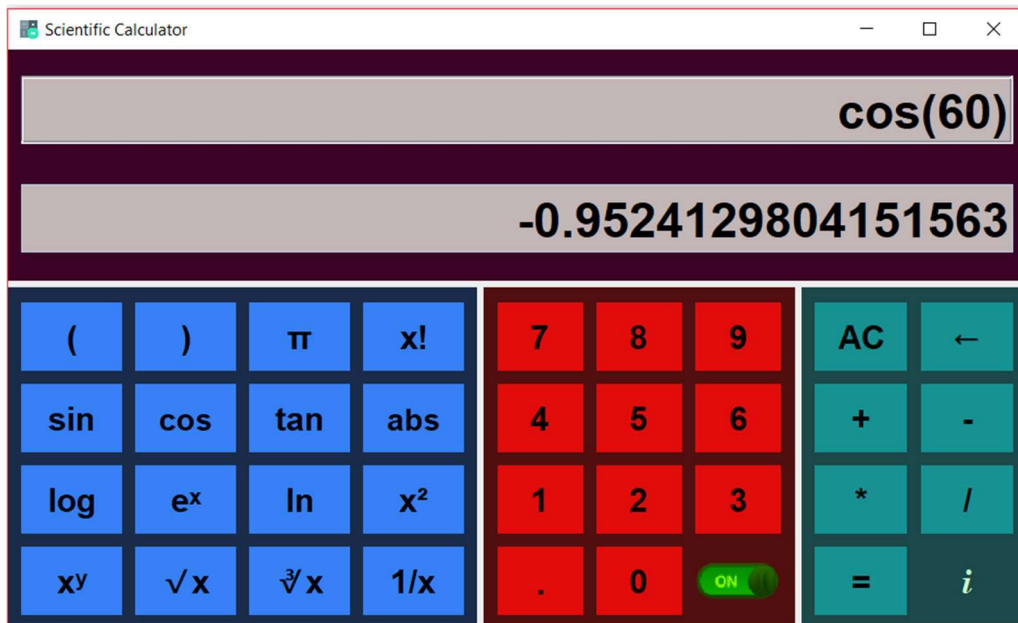 Scientific Calculator
cos(60)
-0.9524129804151563
( ) π x! 7 8 9 AC ←
sin cos tan abs 4 5 6 + -
log eˣ ln x² 1 2 3 * /
xʸ √x ∛x 1/x . 0 ON = i